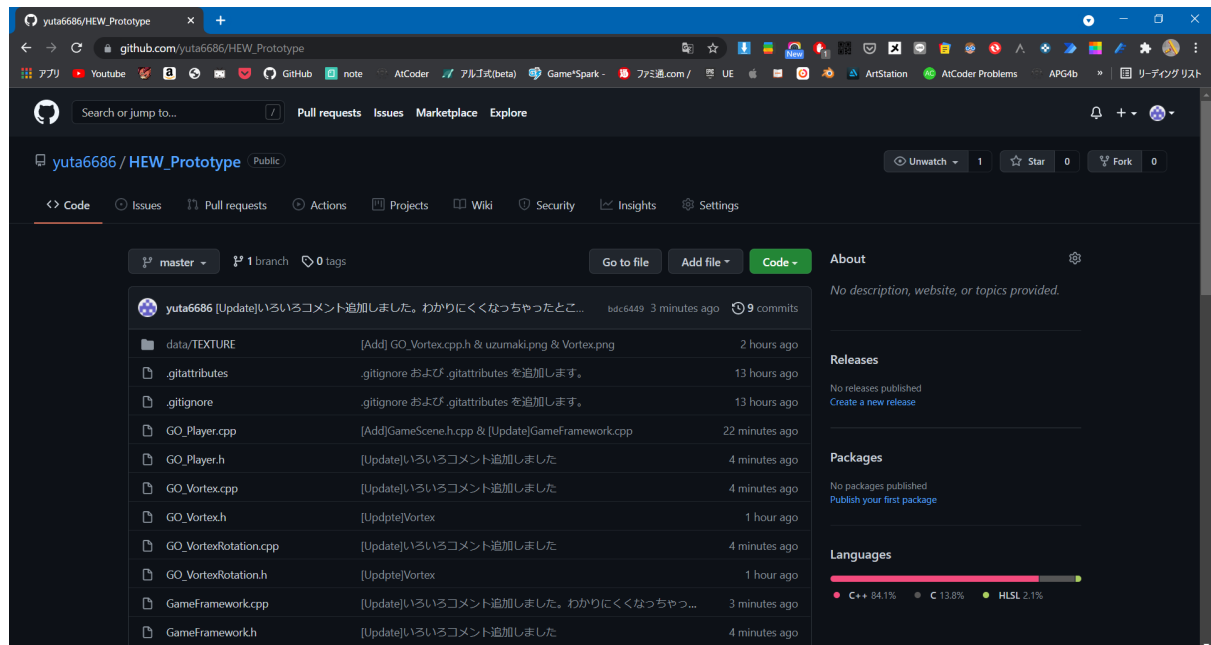 yuta6686/HEW_Prototype
github.com/yuta6686/HEW_Prototype
New
アプリ Youtube GitHub note AtCoder アルゴ式(beta) Game*Spark - ファミ通.com / UE ArtStation AtCoder Problems APG4b » リーディング リスト
Search or jump to... / Pull requests Issues Marketplace Explore
yuta6686 / HEW_Prototype Public Unwatch 1 Star 0 Fork 0
Code Issues Pull requests Actions Projects Wiki Security Insights Settings
master 1 branch 0 tags Go to file Add file Code
About
No description, website, or topics provided.
yuta6686 [Update]いろいろコメント追加しました。わかりにくくなっちゃったとこ... bdc6449 3 minutes ago 9 commits
data/TEXTURE [Add] GO_Vortex.cpp.h & uzumaki.png & Vortex.png 2 hours ago
.gitattributes .gitignore および .gitattributes を追加します。 13 hours ago
.gitignore .gitignore および .gitattributes を追加します。 13 hours ago
GO_Player.cpp [Add]GameScene.h.cpp & [Update]GameFramework.cpp 22 minutes ago
GO_Player.h [Update]いろいろコメント追加しました 4 minutes ago
GO_Vortex.cpp [Update]いろいろコメント追加しました 4 minutes ago
GO_Vortex.h [Updpte]Vortex 1 hour ago
GO_VortexRotation.cpp [Update]いろいろコメント追加しました 4 minutes ago
GO_VortexRotation.h [Updpte]Vortex 1 hour ago
GameFramework.cpp [Update]いろいろコメント追加しました。わかりにくくなっちゃっ... 3 minutes ago
GameFramework.h [Update]いろいろコメント追加しました 4 minutes ago
Releases
No releases published
Create a new release
Packages
No packages published
Publish your first package
Languages
C++ 84.1% C 13.8% HLSL 2.1%